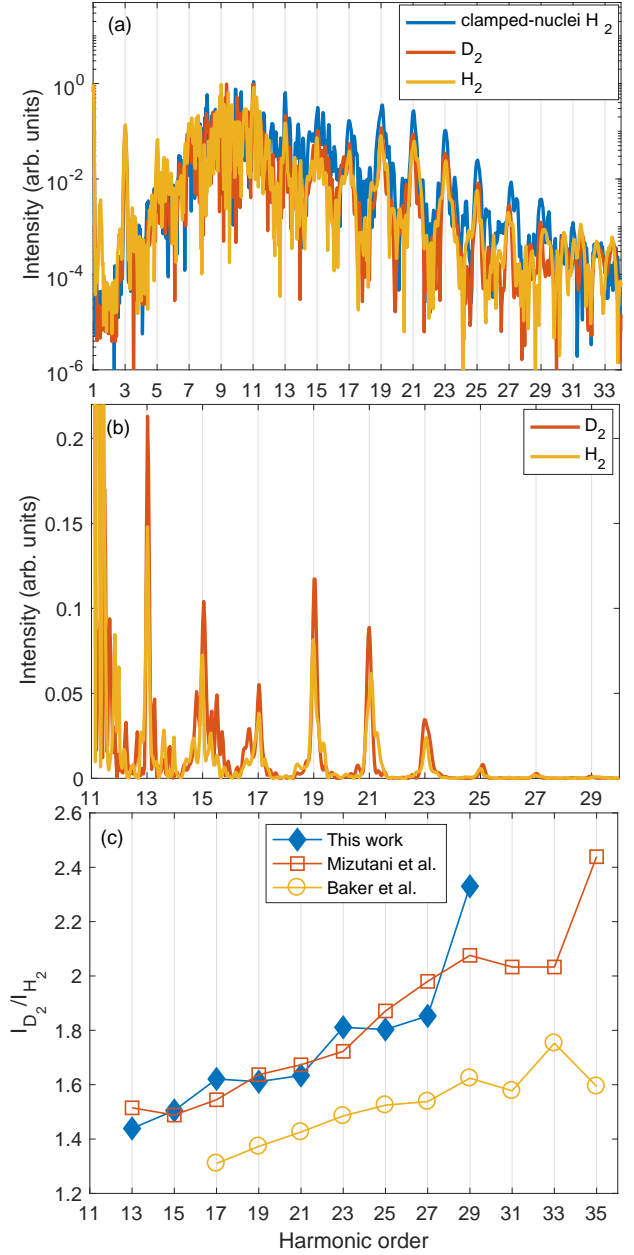 (a)
clamped-nuclei H2
D2
H2
10^0
10^-2
10^-4
10^-6
Intensity (arb. units)
1 3 5 7 9 11 13 15 17 19 21 23 25 27 29 31 33
(b)
D2
H2
0.2
0.15
0.1
0.05
0
Intensity (arb. units)
11 13 15 17 19 21 23 25 27 29
(c)
This work
Mizutani et al.
Baker et al.
2.6
2.4
2.2
2
1.8
1.6
1.4
1.2
I_D2/I_H2
11 13 15 17 19 21 23 25 27 29 31 33 35
Harmonic order